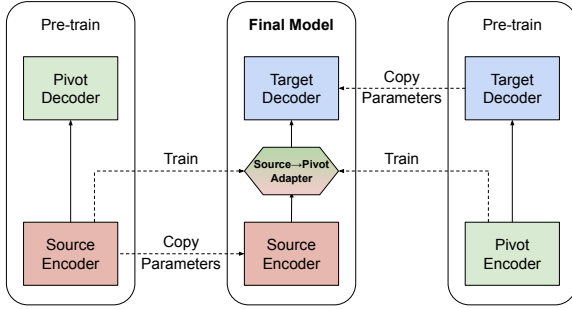 Pre-train
Final Model
Pre-train
Pivot
Decoder
Target
Decoder
Copy
Parameters
Target
Decoder
Train
Source→Pivot
Adapter
Train
Source
Encoder
Copy
Parameters
Source
Encoder
Pivot
Encoder